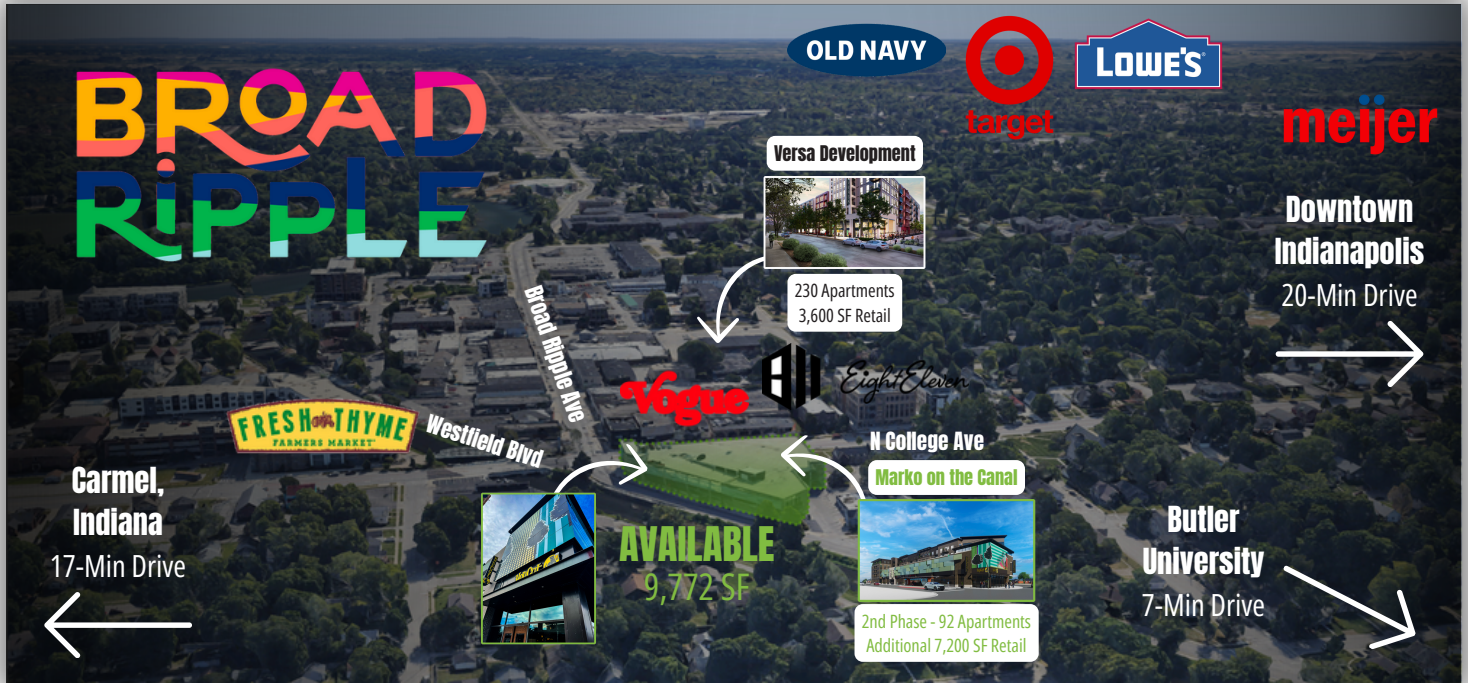 BROAD
RiPPLE
OLD NAVY
target
LOWE'S
meijer
Versa Development
230 Apartments
3,600 SF Retail
Downtown
Indianapolis
20-Min Drive
Broad Ripple Ave
Vogue
EightEleven
FRESH THYME
FARMERS MARKET
Westfield Blvd
N College Ave
Marko on the Canal
Carmel,
Indiana
17-Min Drive
AVAILABLE
9,772 SF
2nd Phase - 92 Apartments
Additional 7,200 SF Retail
Butler
University
7-Min Drive